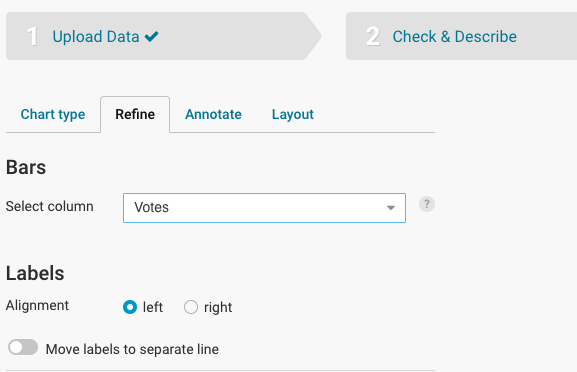 1 Upload Data
2 Check & Describe
Chart type Refine Annotate Layout
Bars
Select column Votes ?
Labels
Alignment left right
Move labels to separate line